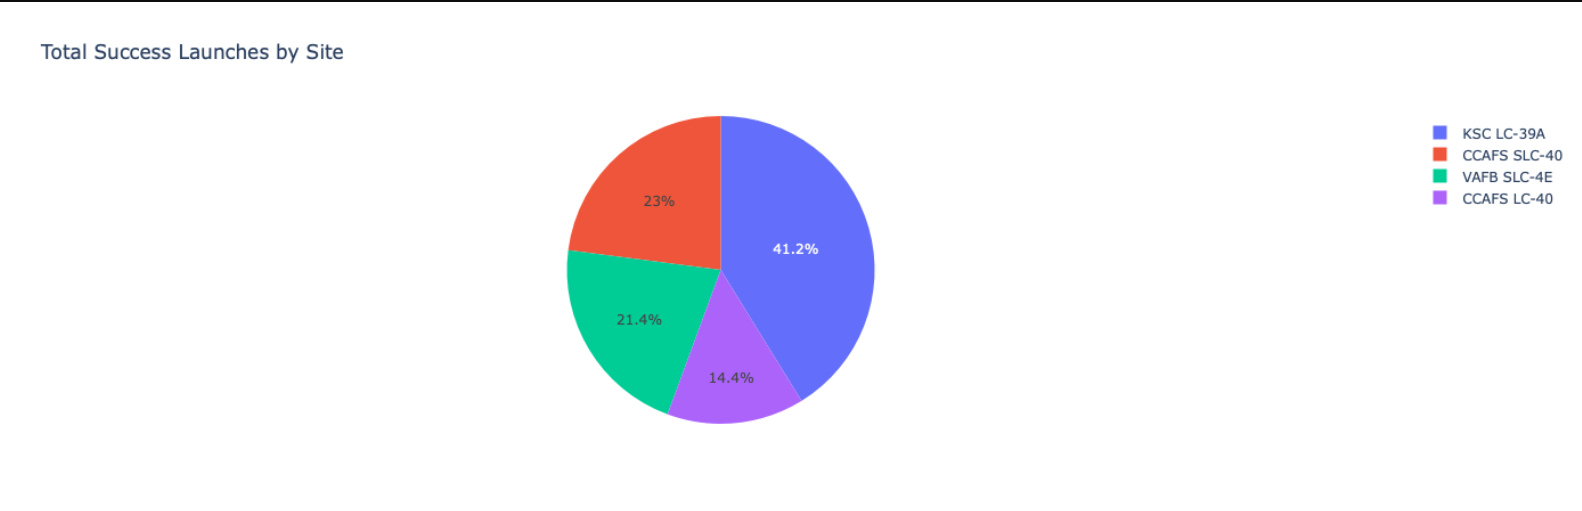 Total Success Launches by Site
KSC LC-39A
CCAFS SLC-40
VAFB SLC-4E
CCAFS LC-40
23%
41.2%
21.4%
14.4%